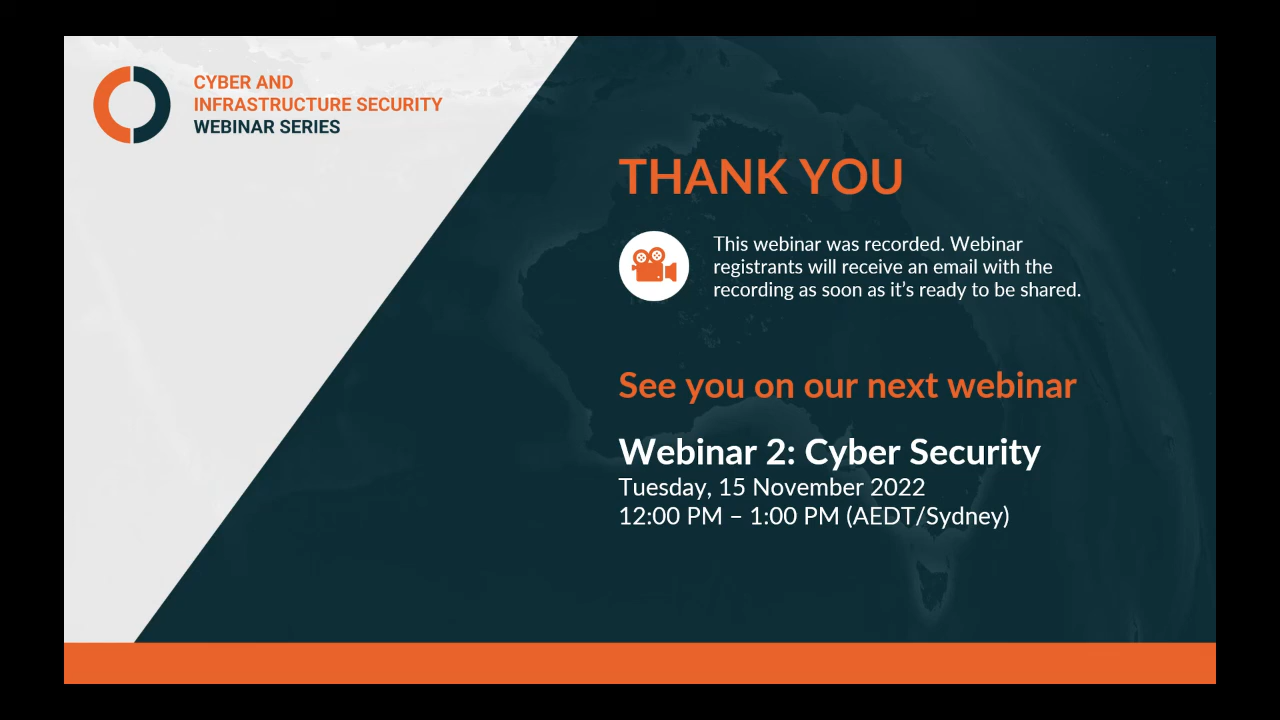 CYBER AND
INFRASTRUCTURE SECURITY
WEBINAR SERIES
THANK YOU
This webinar was recorded. Webinar
registrants will receive an email with the
recording as soon as it’s ready to be shared.
See you on our next webinar
Webinar 2: Cyber Security
Tuesday, 15 November 2022
12:00 PM – 1:00 PM (AEDT/Sydney)